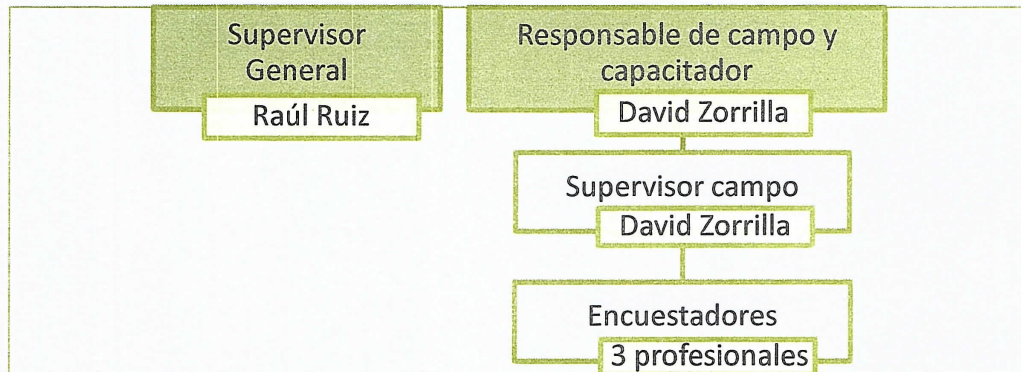 Supervisor
General
Raúl Ruiz
Responsable de campo y
capacitador
David Zorrilla
Supervisor campo
David Zorrilla
Encuestadores
3 profesionales